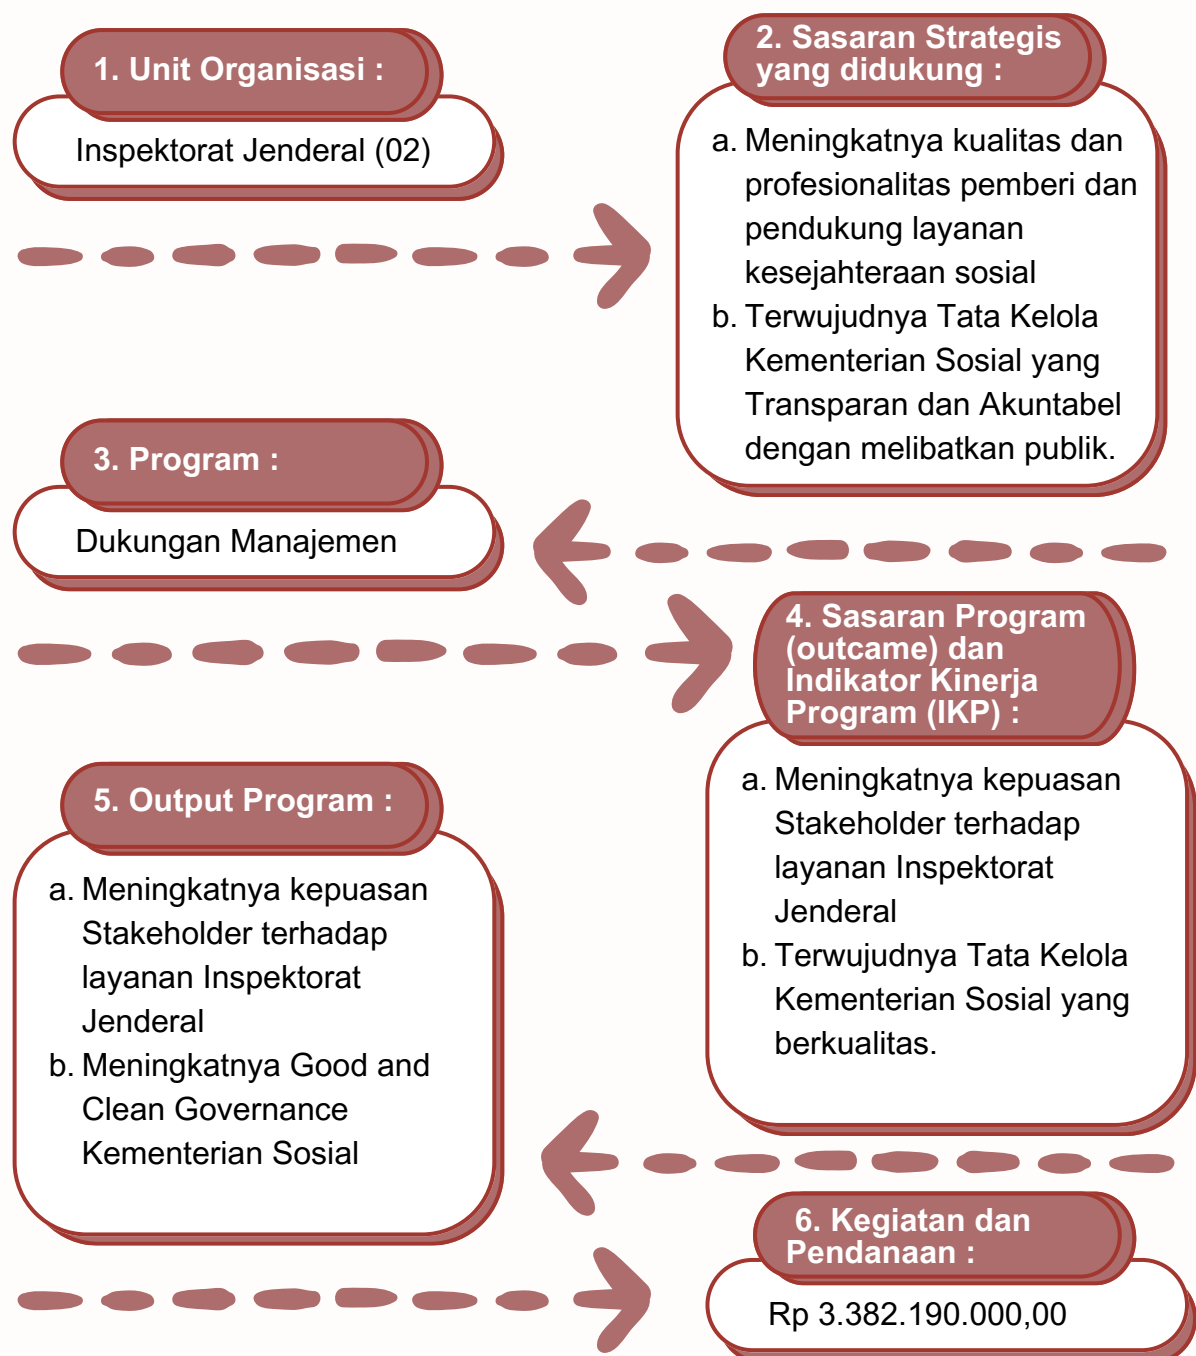 1. Unit Organisasi :
Inspektorat Jenderal (02)
2. Sasaran Strategis
yang didukung :
a. Meningkatnya kualitas dan
profesionalitas pemberi dan
pendukung layanan
kesejahteraan sosial
b. Terwujudnya Tata Kelola
Kementerian Sosial yang
Transparan dan Akuntabel
dengan melibatkan publik.
3. Program :
Dukungan Manajemen
4. Sasaran Program
(outcame) dan
Indikator Kinerja
Program (IKP) :
a. Meningkatnya kepuasan
Stakeholder terhadap
layanan Inspektorat
Jenderal
b. Terwujudnya Tata Kelola
Kementerian Sosial yang
berkualitas.
5. Output Program :
a. Meningkatnya kepuasan
Stakeholder terhadap
layanan Inspektorat
Jenderal
b. Meningkatnya Good and
Clean Governance
Kementerian Sosial
6. Kegiatan dan
Pendanaan :
Rp 3.382.190.000,00